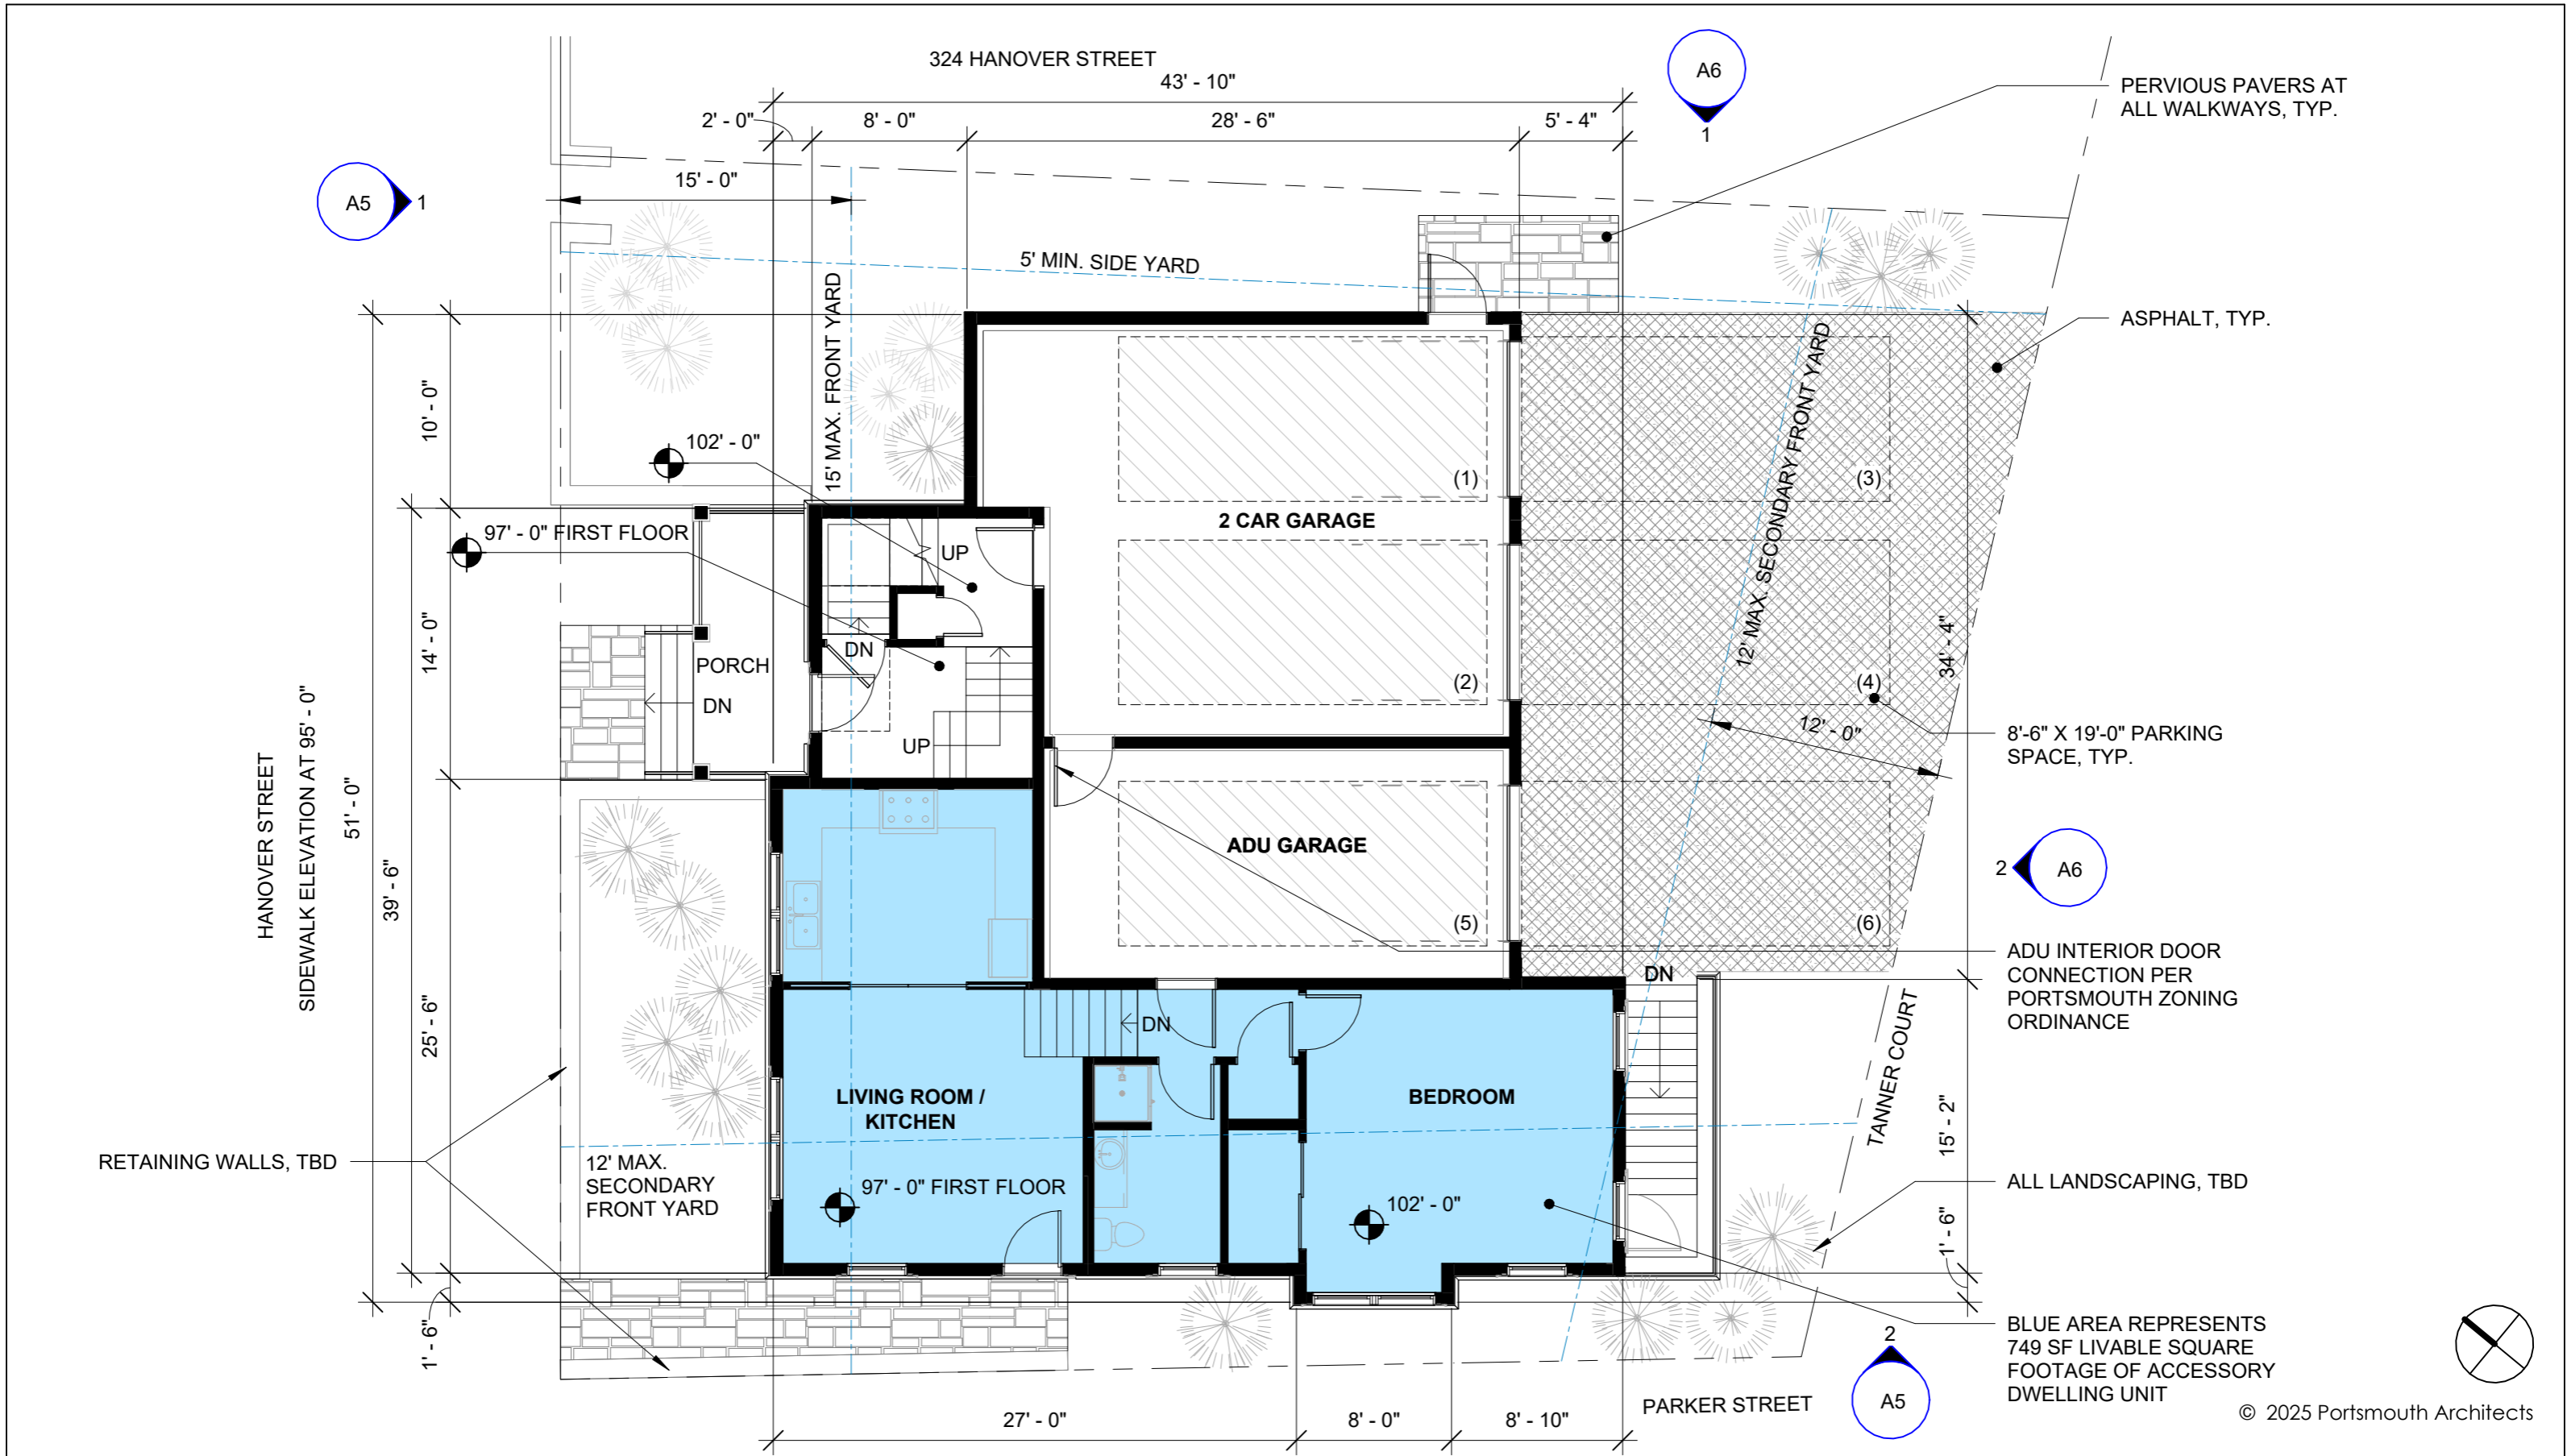 324 HANOVER STREET
43' - 10"
2' - 0"
8' - 0"
28' - 6"
5' - 4"
A6
1
PERVIOUS PAVERS AT
ALL WALKWAYS, TYP.
A5
1
15' - 0"
5' MIN. SIDE YARD
15' MAX. FRONT YARD
12' MAX. SECONDARY FRONT YARD
ASPHALT, TYP.
10' - 0"
102' - 0"
97' - 0" FIRST FLOOR
UP
DN
UP
PORCH
DN
14' - 0"
2 CAR GARAGE
(1)
(2)
(3)
(4)
34' - 4"
12' - 0"
8'-6" X 19'-0" PARKING
SPACE, TYP.
HANOVER STREET
SIDEWALK ELEVATION AT 95' - 0"
51' - 0"
39' - 6"
25' - 6"
1' - 6"
ADU GARAGE
(5)
(6)
2
A6
ADU INTERIOR DOOR
CONNECTION PER
PORTSMOUTH ZONING
ORDINANCE
DN
DN
LIVING ROOM /
KITCHEN
BEDROOM
TANNER COURT
15' - 2"
1' - 6"
RETAINING WALLS, TBD
12' MAX.
SECONDARY
FRONT YARD
97' - 0" FIRST FLOOR
102' - 0"
ALL LANDSCAPING, TBD
BLUE AREA REPRESENTS
749 SF LIVABLE SQUARE
FOOTAGE OF ACCESSORY
DWELLING UNIT
2
A5
PARKER STREET
27' - 0"
8' - 0"
8' - 10"
© 2025 Portsmouth Architects